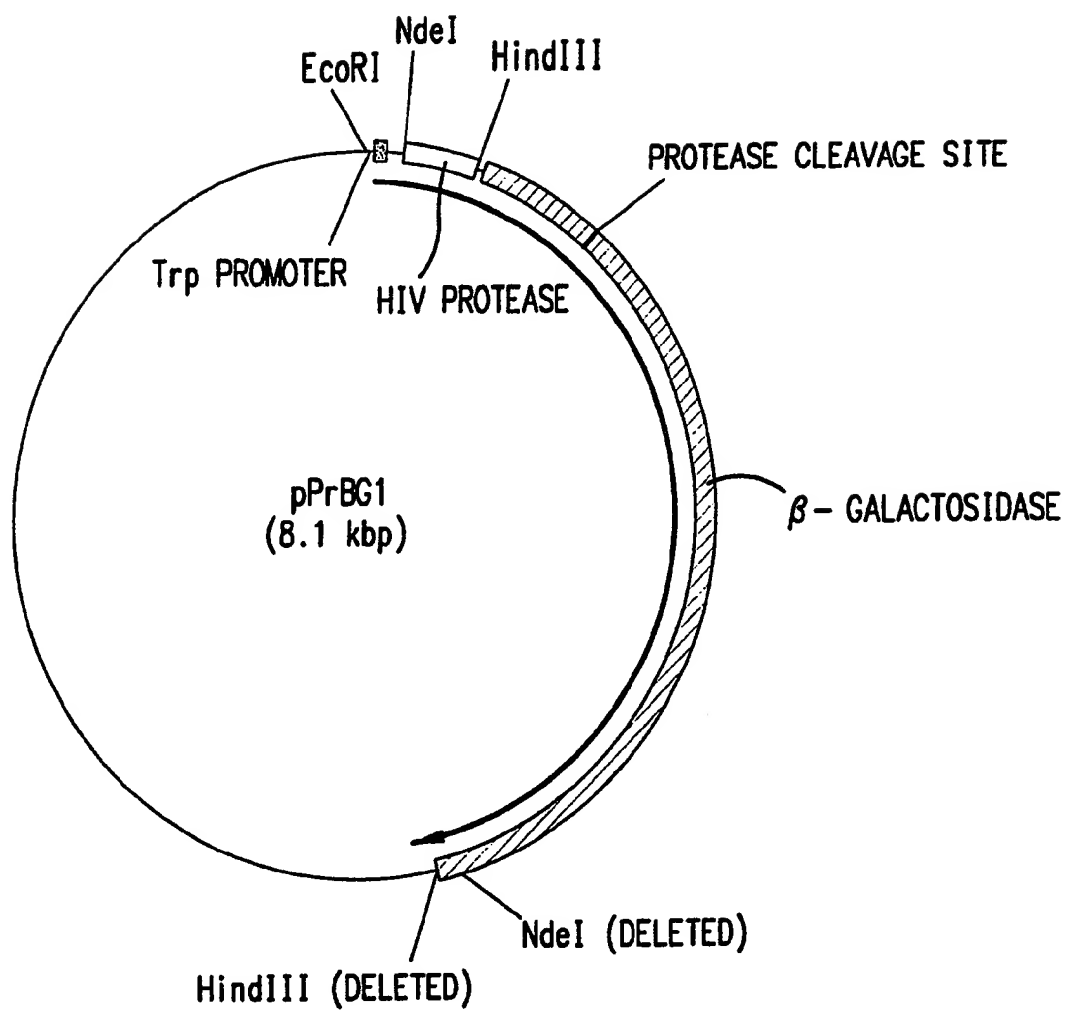 NdeI
HindIII
EcoRI
PROTEASE CLEAVAGE SITE
Trp PROMOTER
HIV PROTEASE
pPrBG1
(8.1 kbp)
β- GALACTOSIDASE
NdeI (DELETED)
HindIII (DELETED)